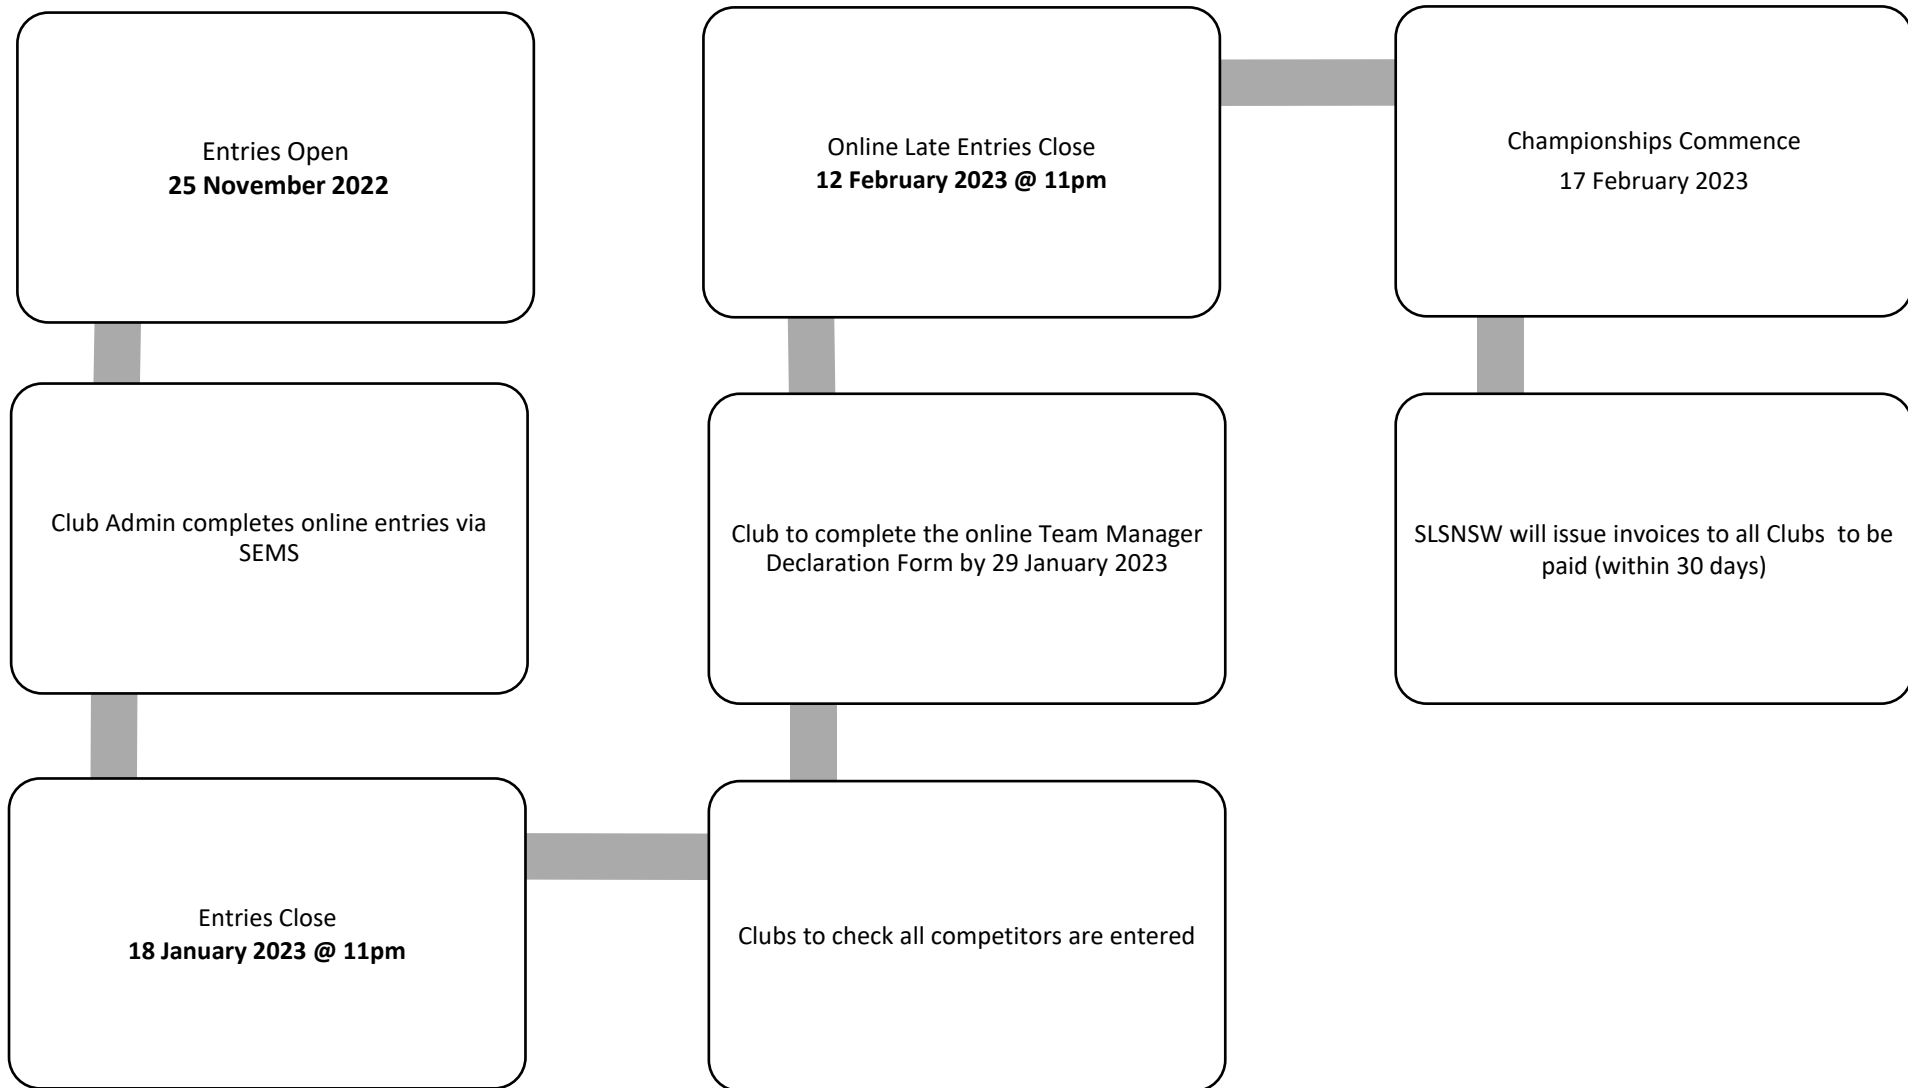 Entries Open
25 November 2022
Club Admin completes online entries via
SEMS
Entries Close
18 January 2023 @ 11pm
Clubs to check all competitors are entered
Club to complete the online Team Manager
Declaration Form by 29 January 2023
Online Late Entries Close
12 February 2023 @ 11pm
Championships Commence
17 February 2023
SLSNSW will issue invoices to all Clubs  to be
paid (within 30 days)